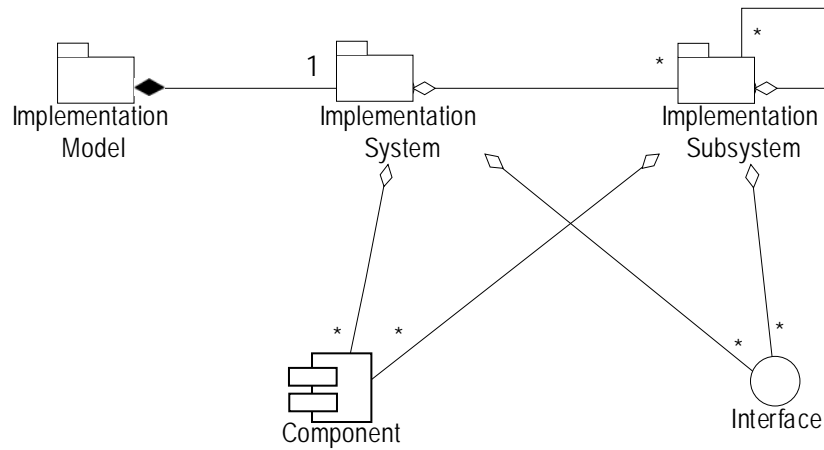 *
1
*
Implementation
Model
Implementation
System
Implementation
Subsystem
*
*
*
*
Component
Interface